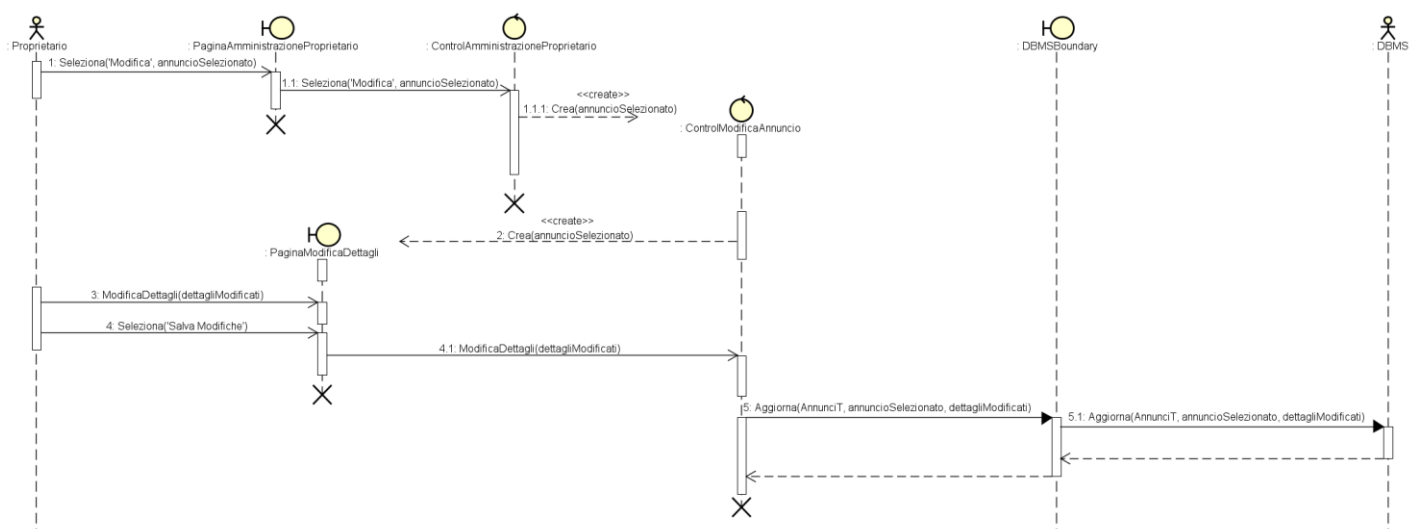 : Proprietario
: PaginaAmministrazioneProprietario
: ControlAmministrazioneProprietario
: DBMSBoundary
: DBMS
1: Seleziona('Modifica', annuncioSelezionato)
1.1: Seleziona('Modifica', annuncioSelezionato)
<<create>>
1.1.1: Crea(annuncioSelezionato)
: ControlModificaAnnuncio
<<create>>
2: Crea(annuncioSelezionato)
: PaginaModificaDettagli
3: ModificaDettagli(dettagliModificati)
4: Seleziona('Salva Modifiche')
4.1: ModificaDettagli(dettagliModificati)
5: Aggiorna(AnnunciT, annuncioSelezionato, dettagliModificati)
5.1: Aggiorna(AnnunciT, annuncioSelezionato, dettagliModificati)